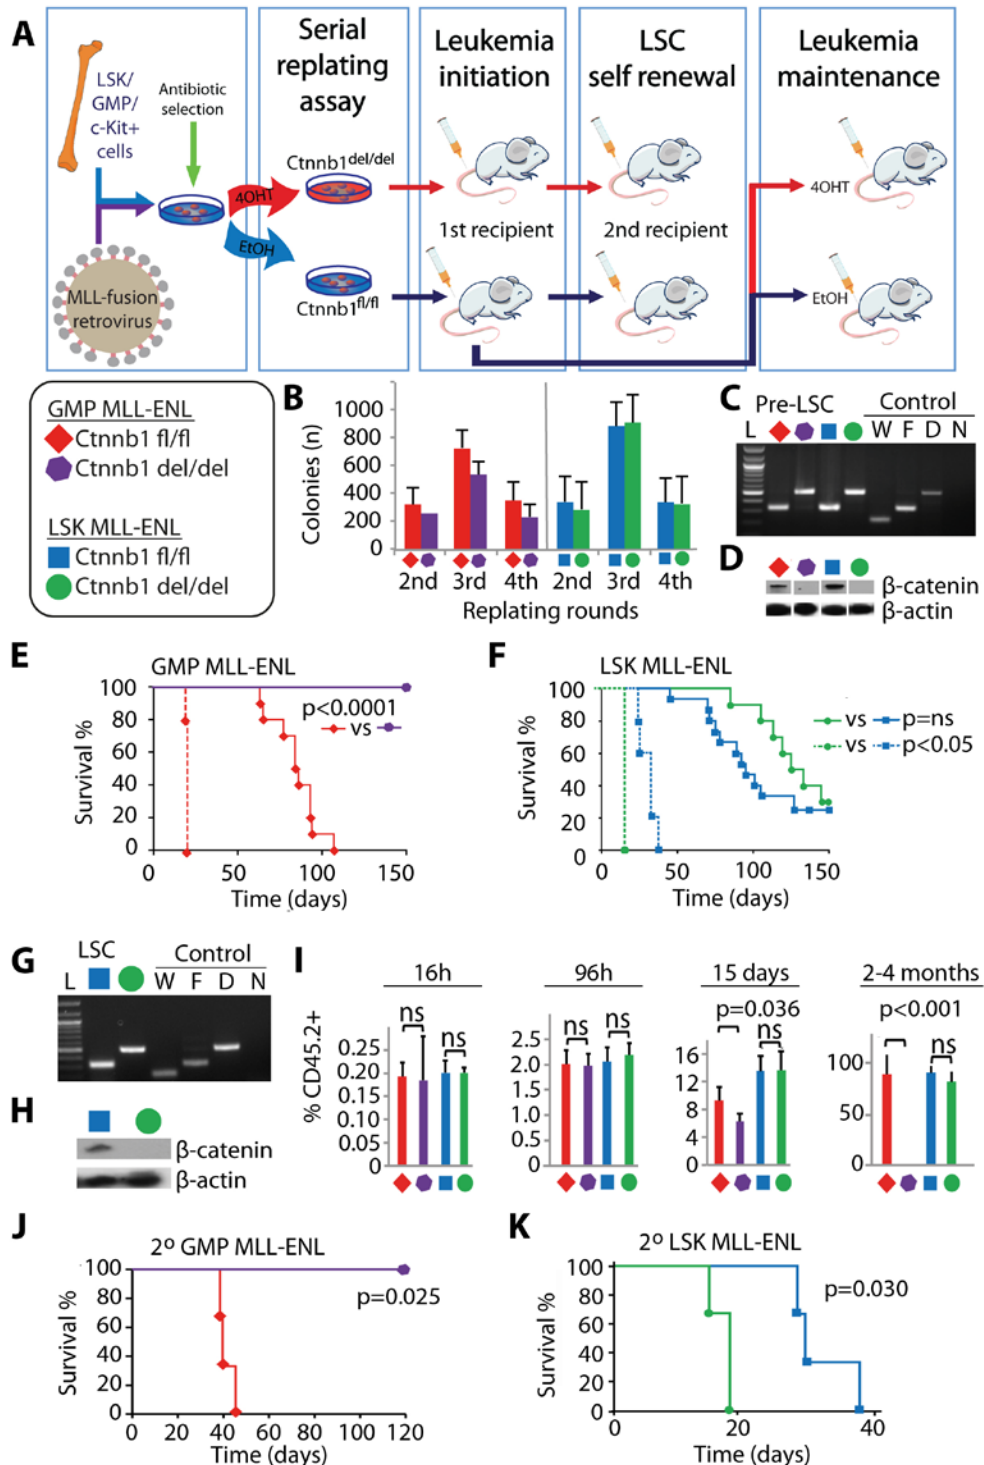 A
LSK/
GMP/
c-Kit+
cells
Antibiotic
selection
MLL-fusion
retrovirus
4OHT
EtOH
Serial
replating
assay
Ctnnb1del/del
Ctnnb1fl/fl
Leukemia
initiation
1st recipient
LSC
self renewal
2nd recipient
Leukemia
maintenance
4OHT
EtOH
GMP MLL-ENL
Ctnnb1 fl/fl
Ctnnb1 del/del
LSK MLL-ENL
Ctnnb1 fl/fl
Ctnnb1 del/del
B
Colonies (n)
1000
800
600
400
200
0
2nd 3rd 4th 2nd 3rd 4th
Replating rounds
C
Pre-LSC Control
L W F D N
D
β-catenin
β-actin
E
GMP MLL-ENL
Survival %
100
80
60
40
20
0
p<0.0001
vs
0 50 100 150
Time (days)
F
LSK MLL-ENL
Survival %
100
80
60
40
20
0
vs p=ns
vs p<0.05
0 50 100 150
Time (days)
G
LSC Control
L W F D N
H
β-catenin
β-actin
I
% CD45.2+
16h
ns ns
0.25
0.20
0.15
0.10
0.05
0
96h
ns ns
2.5
2.0
1.5
1.0
0.5
0
15 days
p=0.036
ns
16
12
8
4
0
2-4 months
p<0.001
ns
100
50
0
J
2º GMP MLL-ENL
Survival %
100
80
60
40
20
0
p=0.025
0 20 40 60 80 100 120
Time (days)
K
2º LSK MLL-ENL
Survival %
100
80
60
40
20
0
p=0.030
0 20 40
Time (days)